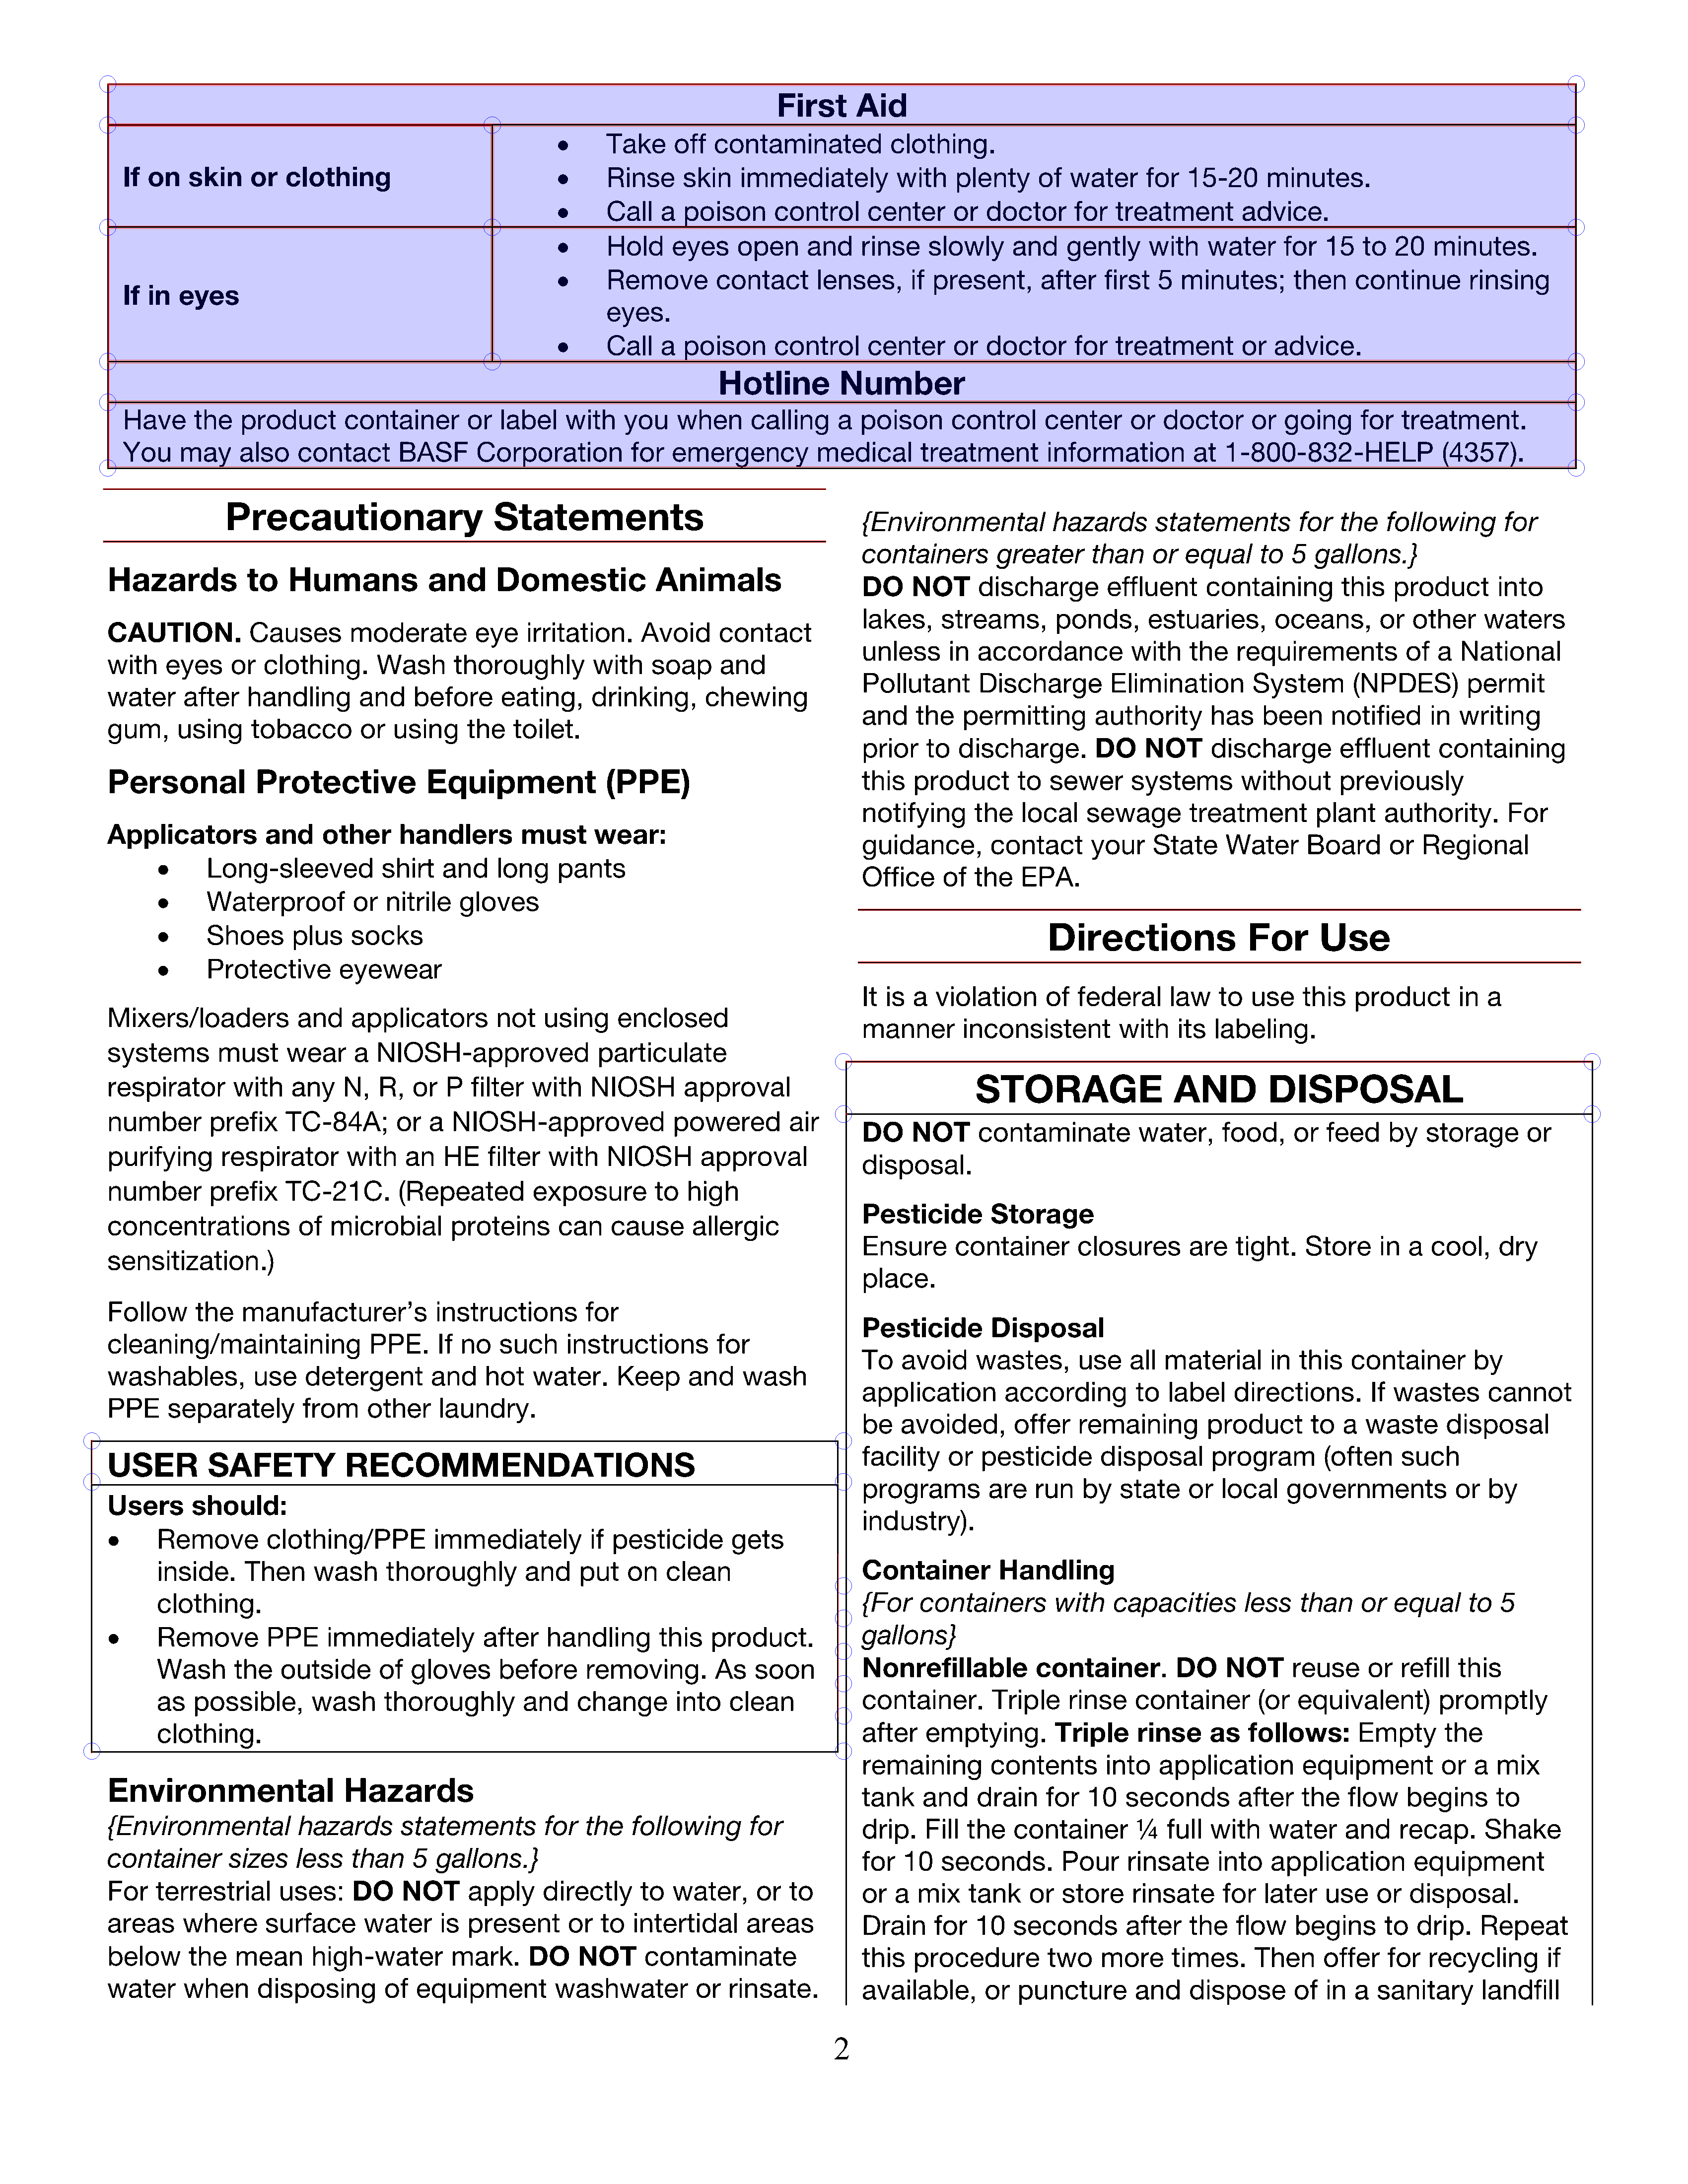 First Aid
If on skin or clothing
• Take off contaminated clothing.
• Rinse skin immediately with plenty of water for 15-20 minutes.
• Call a poison control center or doctor for treatment advice.
If in eyes
• Hold eyes open and rinse slowly and gently with water for 15 to 20 minutes.
• Remove contact lenses, if present, after first 5 minutes; then continue rinsing
eyes.
• Call a poison control center or doctor for treatment or advice.
Hotline Number
Have the product container or label with you when calling a poison control center or doctor or going for treatment.
You may also contact BASF Corporation for emergency medical treatment information at 1-800-832-HELP (4357).
Precautionary Statements
Hazards to Humans and Domestic Animals
CAUTION. Causes moderate eye irritation. Avoid contact
with eyes or clothing. Wash thoroughly with soap and
water after handling and before eating, drinking, chewing
gum, using tobacco or using the toilet.
Personal Protective Equipment (PPE)
Applicators and other handlers must wear:
• Long-sleeved shirt and long pants
• Waterproof or nitrile gloves
• Shoes plus socks
• Protective eyewear
Mixers/loaders and applicators not using enclosed
systems must wear a NIOSH-approved particulate
respirator with any N, R, or P filter with NIOSH approval
number prefix TC-84A; or a NIOSH-approved powered air
purifying respirator with an HE filter with NIOSH approval
number prefix TC-21C. (Repeated exposure to high
concentrations of microbial proteins can cause allergic
sensitization.)
Follow the manufacturer’s instructions for
cleaning/maintaining PPE. If no such instructions for
washables, use detergent and hot water. Keep and wash
PPE separately from other laundry.
USER SAFETY RECOMMENDATIONS
Users should:
• Remove clothing/PPE immediately if pesticide gets
inside. Then wash thoroughly and put on clean
clothing.
• Remove PPE immediately after handling this product.
Wash the outside of gloves before removing. As soon
as possible, wash thoroughly and change into clean
clothing.
Environmental Hazards
{Environmental hazards statements for the following for
container sizes less than 5 gallons.}
For terrestrial uses: DO NOT apply directly to water, or to
areas where surface water is present or to intertidal areas
below the mean high-water mark. DO NOT contaminate
water when disposing of equipment washwater or rinsate.
{Environmental hazards statements for the following for
containers greater than or equal to 5 gallons.}
DO NOT discharge effluent containing this product into
lakes, streams, ponds, estuaries, oceans, or other waters
unless in accordance with the requirements of a National
Pollutant Discharge Elimination System (NPDES) permit
and the permitting authority has been notified in writing
prior to discharge. DO NOT discharge effluent containing
this product to sewer systems without previously
notifying the local sewage treatment plant authority. For
guidance, contact your State Water Board or Regional
Office of the EPA.
Directions For Use
It is a violation of federal law to use this product in a
manner inconsistent with its labeling.
STORAGE AND DISPOSAL
DO NOT contaminate water, food, or feed by storage or
disposal.
Pesticide Storage
Ensure container closures are tight. Store in a cool, dry
place.
Pesticide Disposal
To avoid wastes, use all material in this container by
application according to label directions. If wastes cannot
be avoided, offer remaining product to a waste disposal
facility or pesticide disposal program (often such
programs are run by state or local governments or by
industry).
Container Handling
{For containers with capacities less than or equal to 5
gallons}
Nonrefillable container. DO NOT reuse or refill this
container. Triple rinse container (or equivalent) promptly
after emptying. Triple rinse as follows: Empty the
remaining contents into application equipment or a mix
tank and drain for 10 seconds after the flow begins to
drip. Fill the container ¼ full with water and recap. Shake
for 10 seconds. Pour rinsate into application equipment
or a mix tank or store rinsate for later use or disposal.
Drain for 10 seconds after the flow begins to drip. Repeat
this procedure two more times. Then offer for recycling if
available, or puncture and dispose of in a sanitary landfill
2